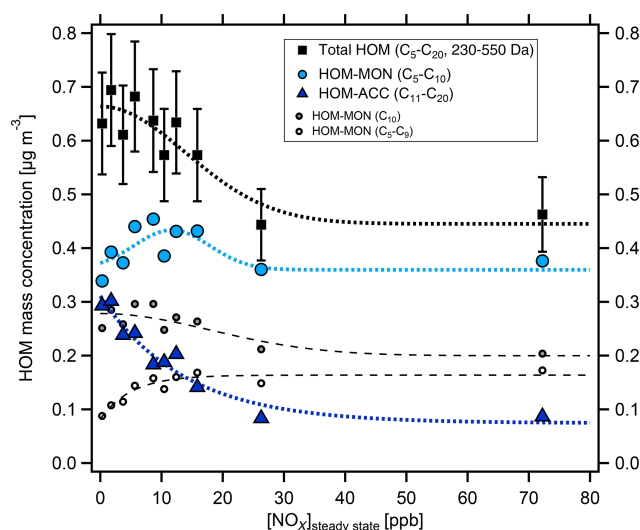 0.8
0.7
0.6
0.5
0.4
0.3
0.2
0.1
0.0
HOM mass concentration [µg m⁻³]
Total HOM (C₅-C₂₀, 230-550 Da)
HOM-MON (C₅-C₁₀)
HOM-ACC (C₁₁-C₂₀)
HOM-MON (C₁₀)
HOM-MON (C₅-C₉)
0.8
0.7
0.6
0.5
0.4
0.3
0.2
0.1
0.0
0 10 20 30 40 50 60 70 80
[NOX]steady state [ppb]